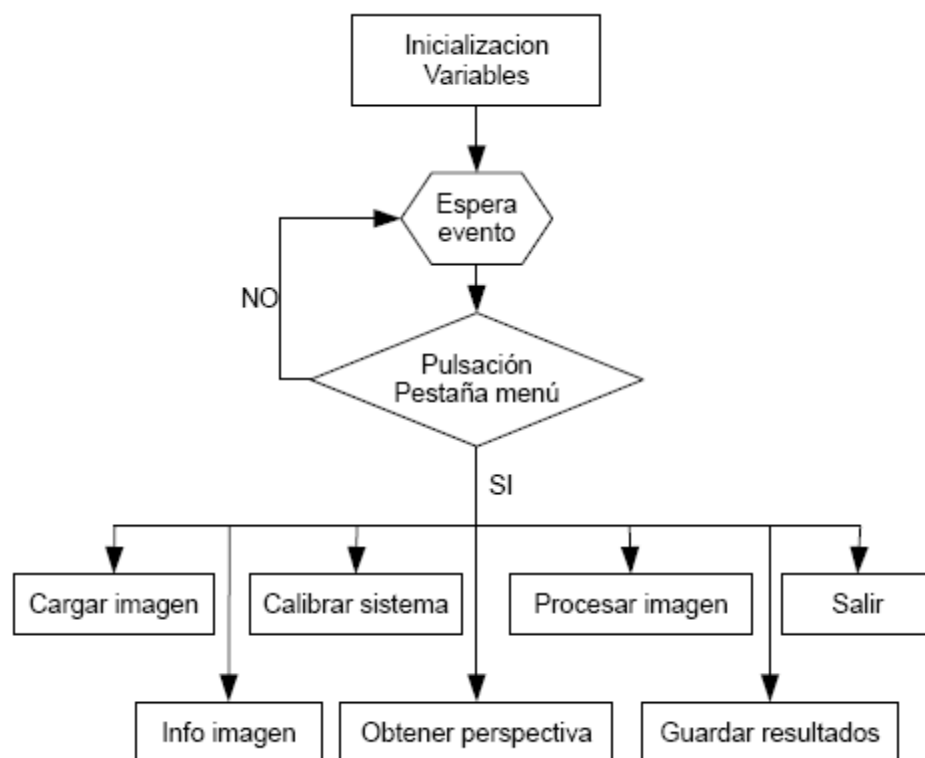 Inicializacion
Variables
Espera
evento
NO
Pulsación
Pestaña menú
SI
Cargar imagen
Calibrar sistema
Procesar imagen
Salir
Info imagen
Obtener perspectiva
Guardar resultados